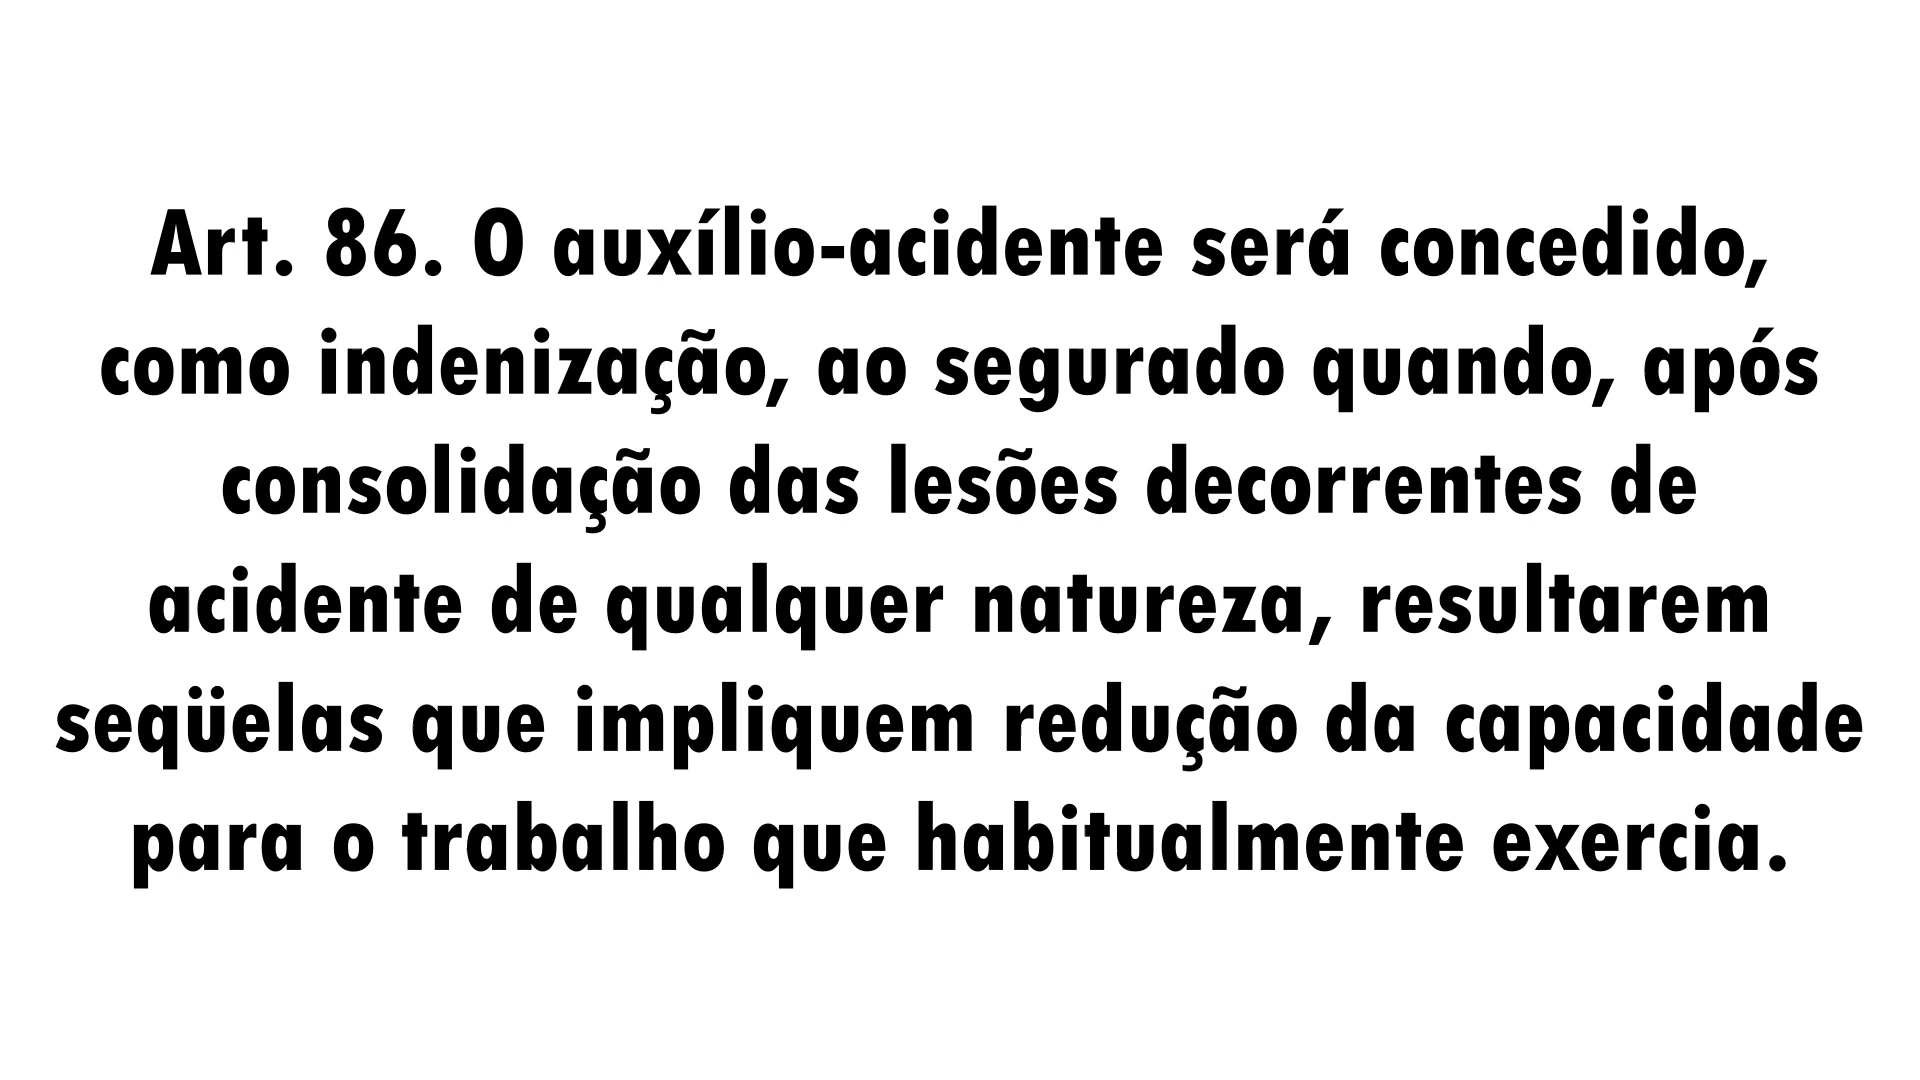 Art. 86. O auxílio-acidente será concedido,
como indenização, ao segurado quando, após
consolidação das lesões decorrentes de
acidente de qualquer natureza, resultarem
seqüelas que impliquem redução da capacidade
para o trabalho que habitualmente exercia.